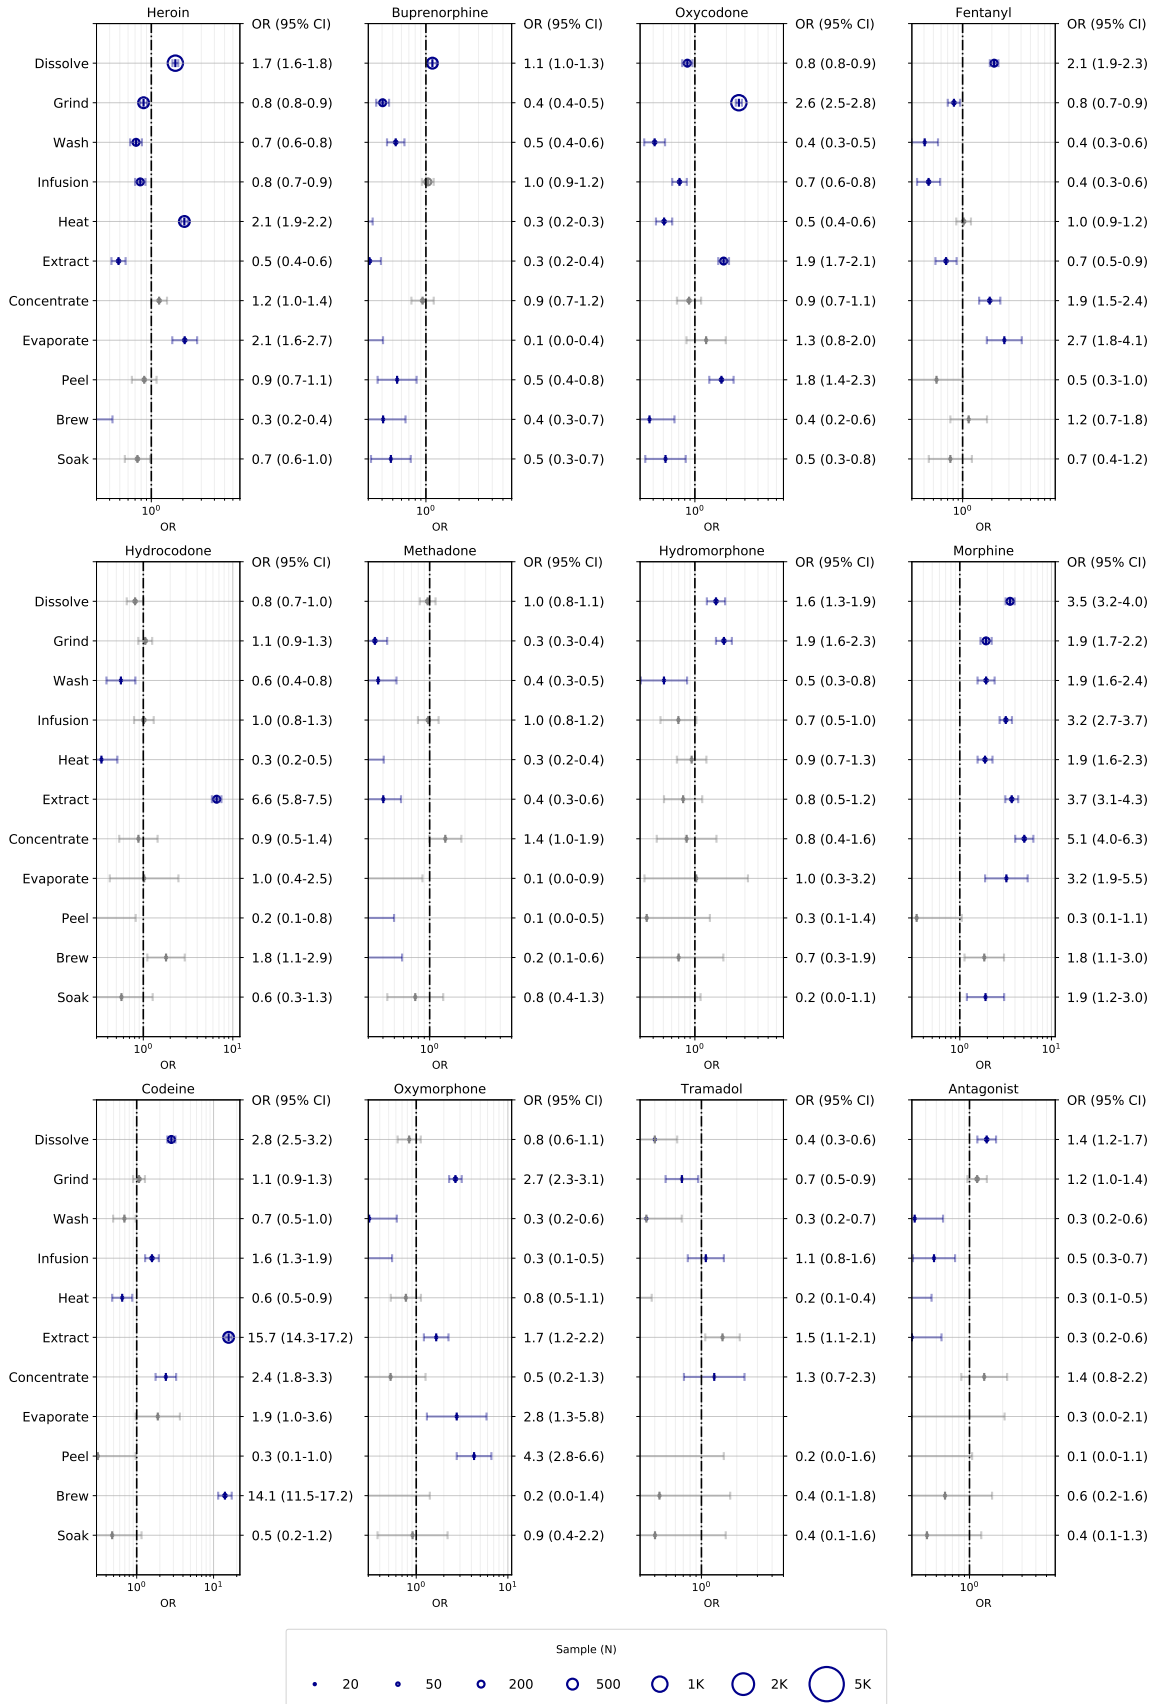 Heroin OR (95% CI) Buprenorphine OR (95% CI) Oxycodone OR (95% CI) Fentanyl OR (95% CI)
Dissolve 1.7 (1.6-1.8) 1.1 (1.0-1.3) 0.8 (0.8-0.9) 2.1 (1.9-2.3)
Grind 0.8 (0.8-0.9) 0.4 (0.4-0.5) 2.6 (2.5-2.8) 0.8 (0.7-0.9)
Wash 0.7 (0.6-0.8) 0.5 (0.4-0.6) 0.4 (0.3-0.5) 0.4 (0.3-0.6)
Infusion 0.8 (0.7-0.9) 1.0 (0.9-1.2) 0.7 (0.6-0.8) 0.4 (0.3-0.6)
Heat 2.1 (1.9-2.2) 0.3 (0.2-0.3) 0.5 (0.4-0.6) 1.0 (0.9-1.2)
Extract 0.5 (0.4-0.6) 0.3 (0.2-0.4) 1.9 (1.7-2.1) 0.7 (0.5-0.9)
Concentrate 1.2 (1.0-1.4) 0.9 (0.7-1.2) 0.9 (0.7-1.1) 1.9 (1.5-2.4)
Evaporate 2.1 (1.6-2.7) 0.1 (0.0-0.4) 1.3 (0.8-2.0) 2.7 (1.8-4.1)
Peel 0.9 (0.7-1.1) 0.5 (0.4-0.8) 1.8 (1.4-2.3) 0.5 (0.3-1.0)
Brew 0.3 (0.2-0.4) 0.4 (0.3-0.7) 0.4 (0.2-0.6) 1.2 (0.7-1.8)
Soak 0.7 (0.6-1.0) 0.5 (0.3-0.7) 0.5 (0.3-0.8) 0.7 (0.4-1.2)
10⁰ 10⁰ 10⁰ 10⁰
OR OR OR OR
Hydrocodone OR (95% CI) Methadone OR (95% CI) Hydromorphone OR (95% CI) Morphine OR (95% CI)
Dissolve 0.8 (0.7-1.0) 1.0 (0.8-1.1) 1.6 (1.3-1.9) 3.5 (3.2-4.0)
Grind 1.1 (0.9-1.3) 0.3 (0.3-0.4) 1.9 (1.6-2.3) 1.9 (1.7-2.2)
Wash 0.6 (0.4-0.8) 0.4 (0.3-0.5) 0.5 (0.3-0.8) 1.9 (1.6-2.4)
Infusion 1.0 (0.8-1.3) 1.0 (0.8-1.2) 0.7 (0.5-1.0) 3.2 (2.7-3.7)
Heat 0.3 (0.2-0.5) 0.3 (0.2-0.4) 0.9 (0.7-1.3) 1.9 (1.6-2.3)
Extract 6.6 (5.8-7.5) 0.4 (0.3-0.6) 0.8 (0.5-1.2) 3.7 (3.1-4.3)
Concentrate 0.9 (0.5-1.4) 1.4 (1.0-1.9) 0.8 (0.4-1.6) 5.1 (4.0-6.3)
Evaporate 1.0 (0.4-2.5) 0.1 (0.0-0.9) 1.0 (0.3-3.2) 3.2 (1.9-5.5)
Peel 0.2 (0.1-0.8) 0.1 (0.0-0.5) 0.3 (0.1-1.4) 0.3 (0.1-1.1)
Brew 1.8 (1.1-2.9) 0.2 (0.1-0.6) 0.7 (0.3-1.9) 1.8 (1.1-3.0)
Soak 0.6 (0.3-1.3) 0.8 (0.4-1.3) 0.2 (0.0-1.1) 1.9 (1.2-3.0)
10⁰ 10¹ 10⁰ 10⁰ 10⁰ 10¹
OR OR OR OR
Codeine OR (95% CI) Oxymorphone OR (95% CI) Tramadol OR (95% CI) Antagonist OR (95% CI)
Dissolve 2.8 (2.5-3.2) 0.8 (0.6-1.1) 0.4 (0.3-0.6) 1.4 (1.2-1.7)
Grind 1.1 (0.9-1.3) 2.7 (2.3-3.1) 0.7 (0.5-0.9) 1.2 (1.0-1.4)
Wash 0.7 (0.5-1.0) 0.3 (0.2-0.6) 0.3 (0.2-0.7) 0.3 (0.2-0.6)
Infusion 1.6 (1.3-1.9) 0.3 (0.1-0.5) 1.1 (0.8-1.6) 0.5 (0.3-0.7)
Heat 0.6 (0.5-0.9) 0.8 (0.5-1.1) 0.2 (0.1-0.4) 0.3 (0.1-0.5)
Extract 15.7 (14.3-17.2) 1.7 (1.2-2.2) 1.5 (1.1-2.1) 0.3 (0.2-0.6)
Concentrate 2.4 (1.8-3.3) 0.5 (0.2-1.3) 1.3 (0.7-2.3) 1.4 (0.8-2.2)
Evaporate 1.9 (1.0-3.6) 2.8 (1.3-5.8) 0.3 (0.0-2.1)
Peel 0.3 (0.1-1.0) 4.3 (2.8-6.6) 0.2 (0.0-1.6) 0.1 (0.0-1.1)
Brew 14.1 (11.5-17.2) 0.2 (0.0-1.4) 0.4 (0.1-1.8) 0.6 (0.2-1.6)
Soak 0.5 (0.2-1.2) 0.9 (0.4-2.2) 0.4 (0.1-1.6) 0.4 (0.1-1.3)
10⁰ 10¹ 10⁰ 10¹ 10⁰ 10⁰
OR OR OR OR
Sample (N)
20 50 200 500 1K 2K 5K